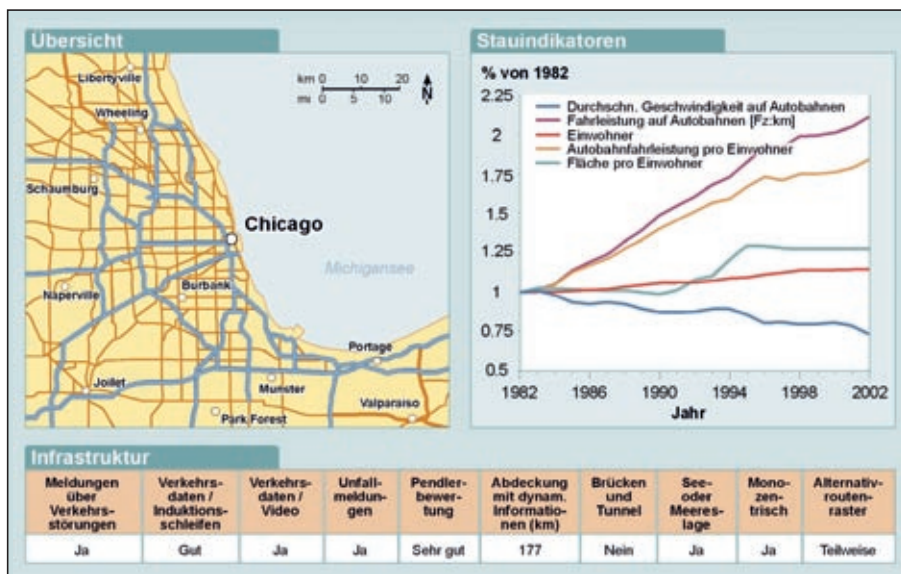 Übersicht
Libertyville
Wheeling
km 0 10 20
mi 0 5 10
N
Schaumburg
Chicago
Michigansee
Naperville
Burbank
Portage
Joilet
Munster
Park Forest
Valparaiso
Stauindikatoren
% von 1982
2.25
2
1.75
1.5
1.25
1
0.75
0.5
Durchschn. Geschwindigkeit auf Autobahnen
Fahrleistung auf Autobahnen [Fz:km]
Einwohner
Autobahnfahrleistung pro Einwohner
Fläche pro Einwohner
1982 1986 1990 1994 1998 2002
Jahr
Infrastruktur
Meldungen
über
Verkehrs-
störungen
Verkehrs-
daten /
Induktions-
schleifen
Verkehrs-
daten /
Video
Unfall-
meldun-
gen
Pendler-
bewer-
tung
Abdeckung
mit dynam.
Informatio-
nen (km)
Brücken
und
Tunnel
See-
oder
Meeres-
lage
Mono-
zen-
trisch
Alternativ-
routen-
raster
Ja Gut Ja Ja Sehr gut 177 Nein Ja Ja Teilweise